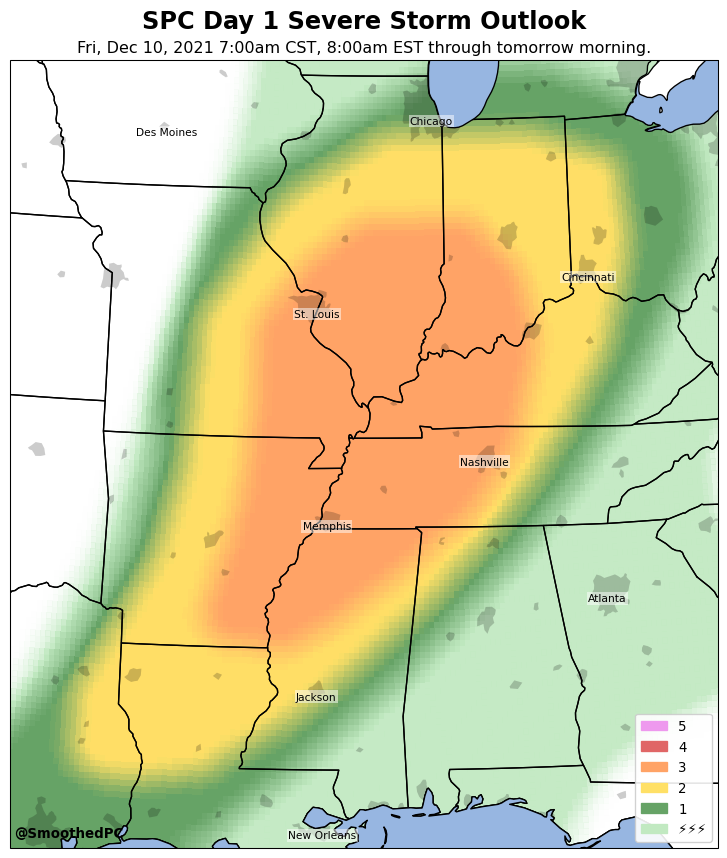 SPC Day 1 Severe Storm Outlook
Fri, Dec 10, 2021 7:00am CST, 8:00am EST through tomorrow morning.
Chicago
Des Moines
Cincinnati
St. Louis
Nashville
Memphis
Atlanta
Jackson
5
4
3
2
1
⚡⚡⚡
@SmoothedPC
New Orleans